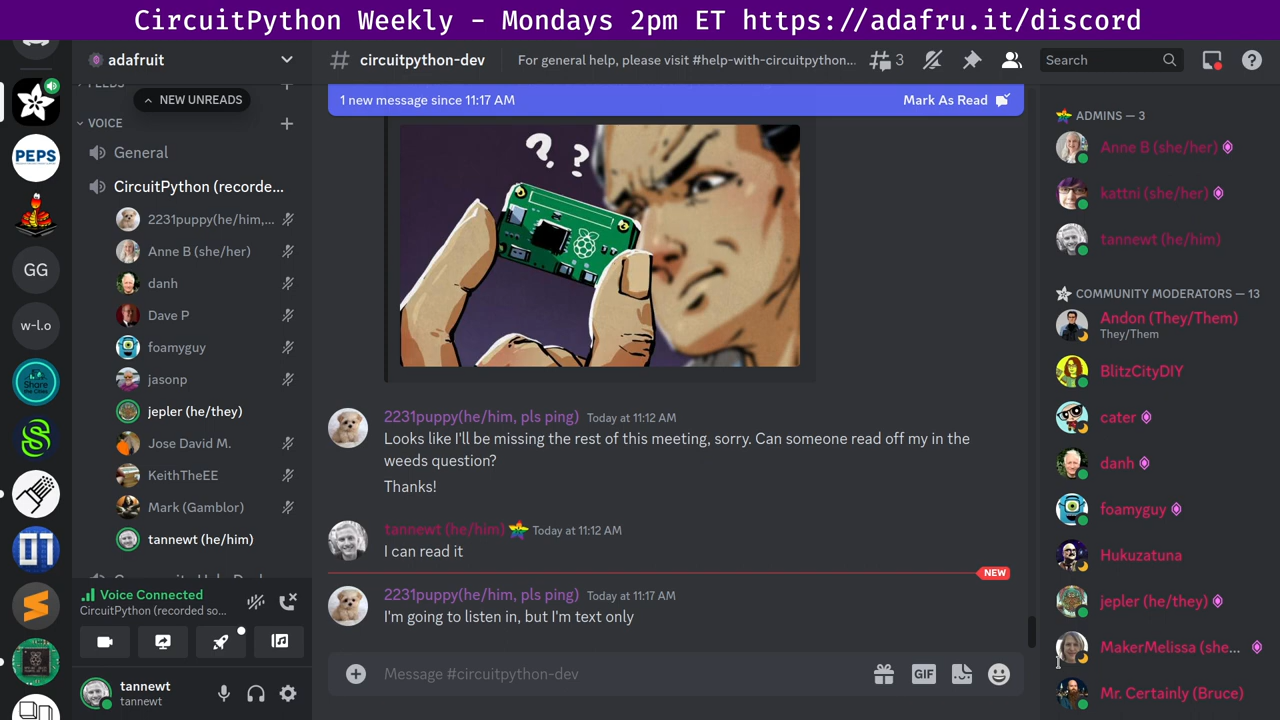 CircuitPython Weekly - Mondays 2pm ET https://adafru.it/discord
adafruit
NEW UNREADS
VOICE
General
CircuitPython (recorde...
2231puppy(he/him,...
Anne B (she/her)
danh
Dave P
foamyguy
jasonp
jepler (he/they)
Jose David M.
KeithTheEE
Mark (Gamblor)
tannewt (he/him)
Voice Connected
CircuitPython (recorded so...
tannewt
tannewt
PEPS
GG
w-l.o
Share
circuitpython-dev
For general help, please visit #help-with-circuitpython...
3
Search
1 new message since 11:17 AM
Mark As Read
? ?
2231puppy(he/him, pls ping) Today at 11:12 AM
Looks like I'll be missing the rest of this meeting, sorry. Can someone read off my in the
weeds question?
Thanks!
tannewt (he/him) Today at 11:12 AM
I can read it
NEW
2231puppy(he/him, pls ping) Today at 11:17 AM
I'm going to listen in, but I'm text only
Message #circuitpython-dev
GIF
ADMINS — 3
Anne B (she/her)
kattni (she/her)
tannewt (he/him)
COMMUNITY MODERATORS — 13
Andon (They/Them)
They/Them
BlitzCityDIY
cater
danh
foamyguy
Hukuzatuna
jepler (he/they)
MakerMelissa (she...
Mr. Certainly (Bruce)